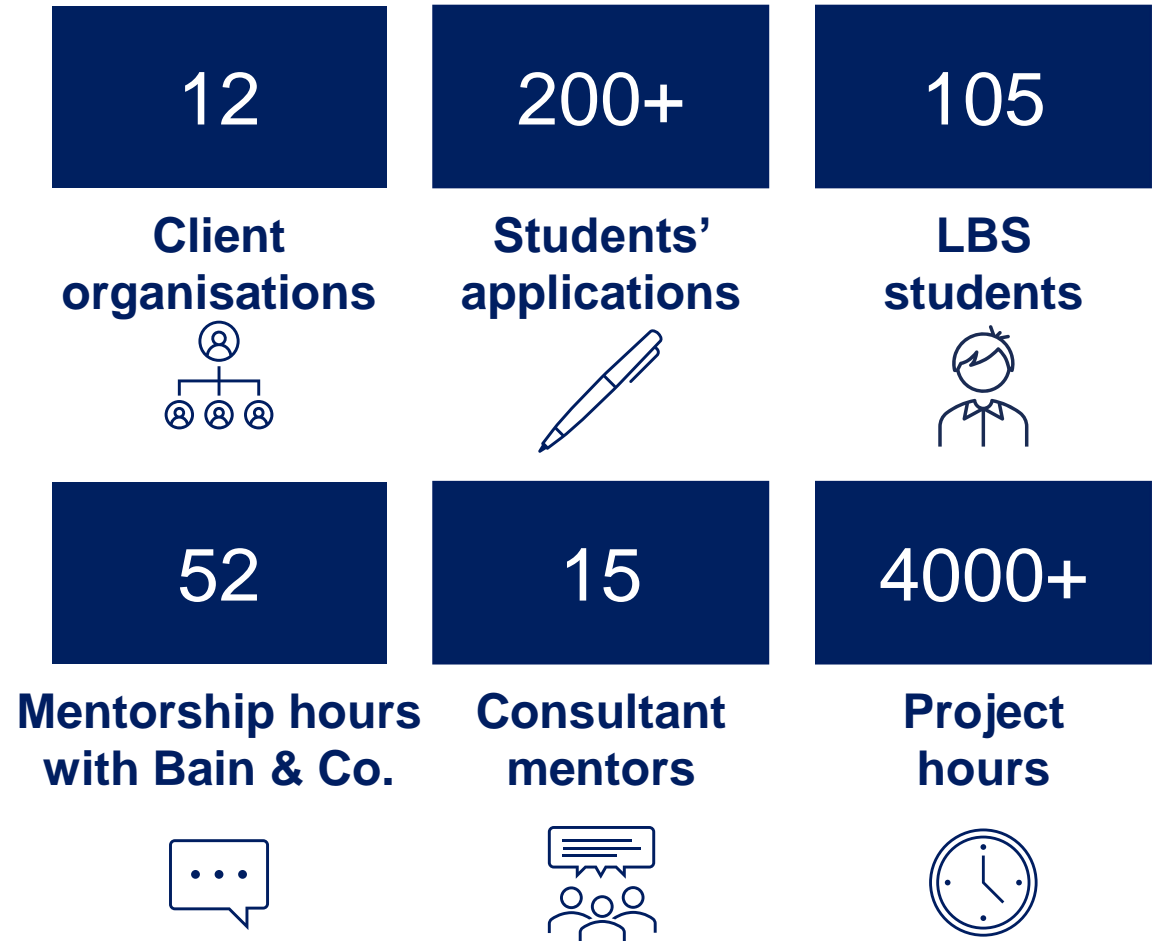 12
200+
105
Client
organisations
Students’
applications
LBS
students
52
15
4000+
Mentorship hours
with Bain & Co.
Consultant
mentors
Project
hours